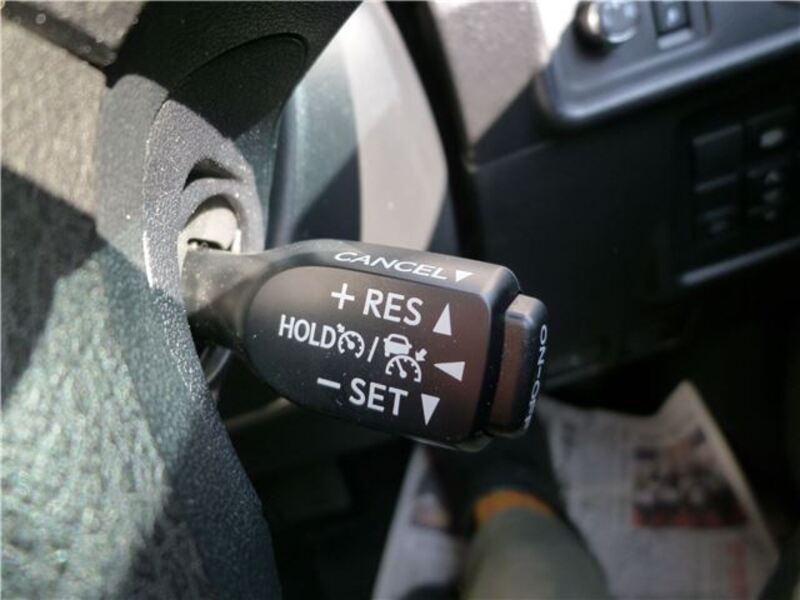 CANCEL▼
+ RES ▲
HOLD / ◀
− SET ▼
ON-OFF